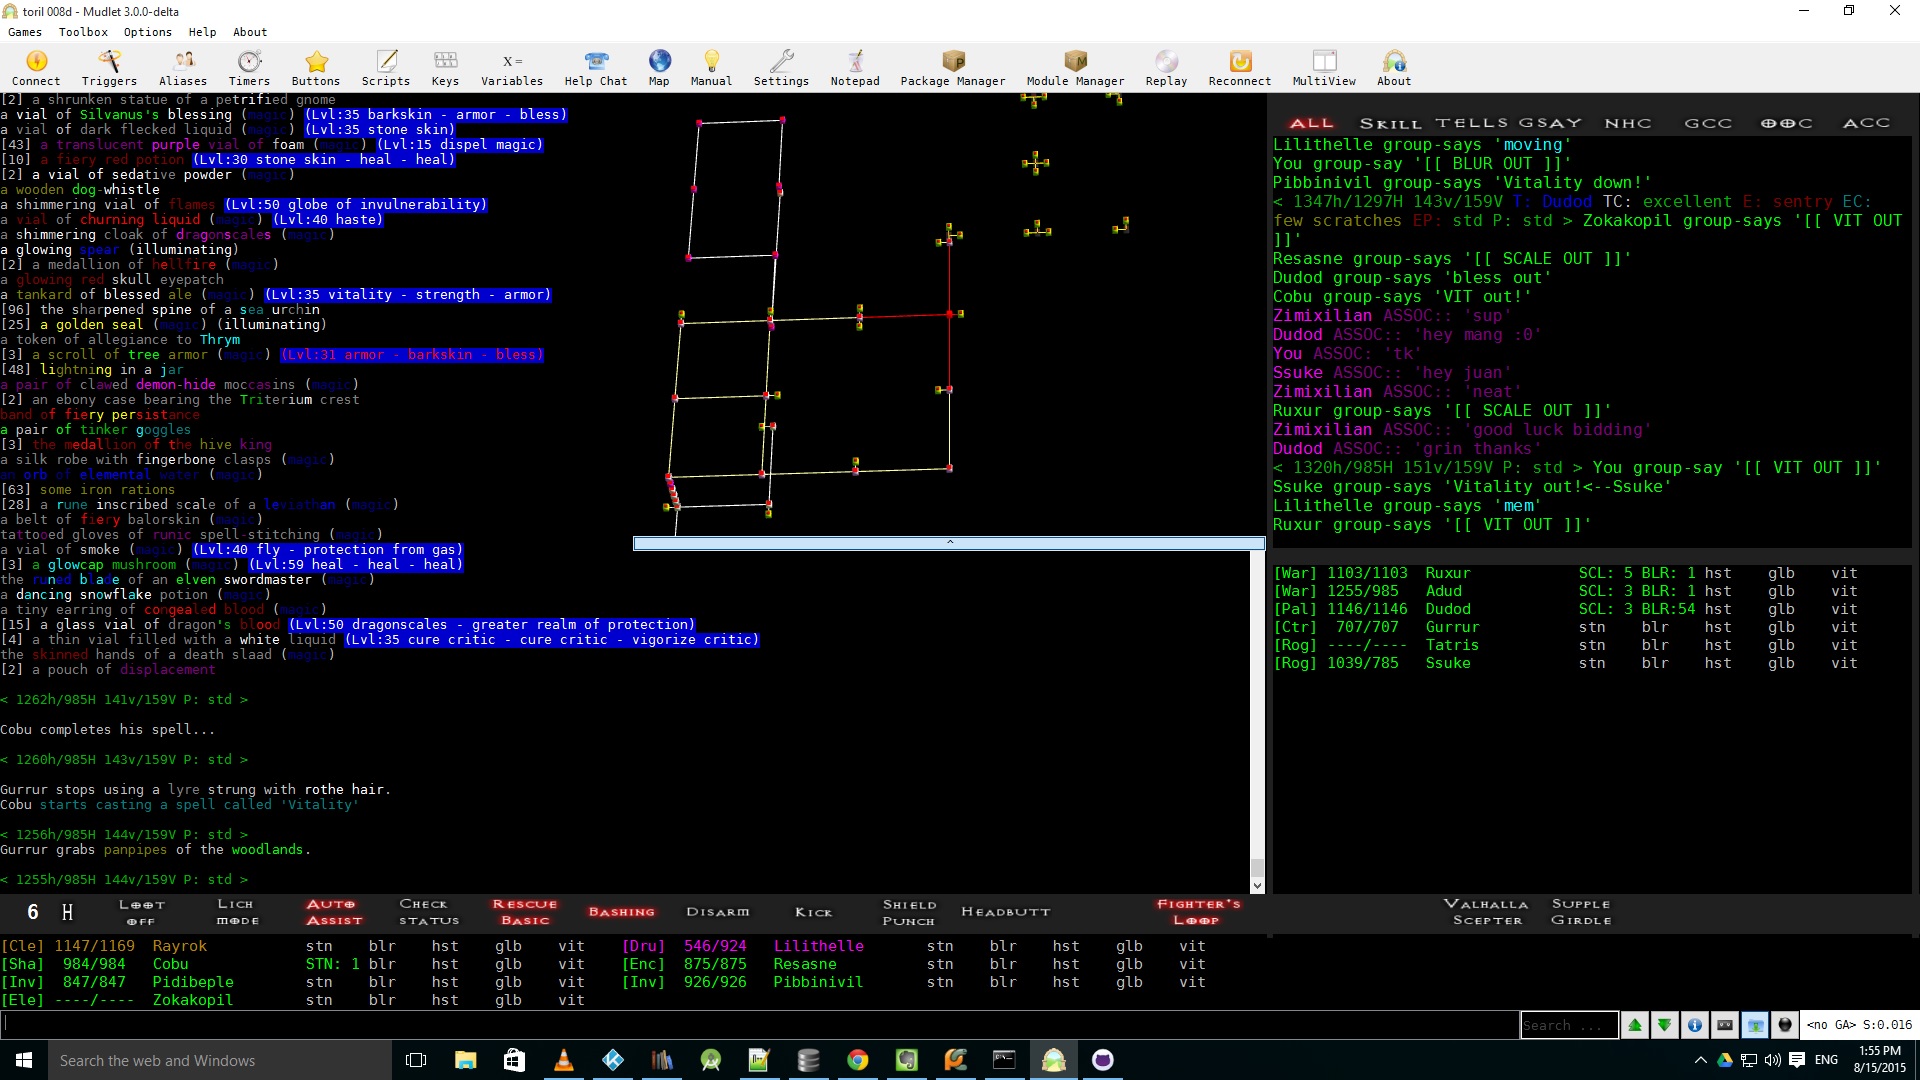 toril 008d - Mudlet 3.0.0-delta
Games Toolbox Options Help About
Connect Triggers Aliases Timers Buttons Scripts Keys Variables Help Chat Map Manual Settings Notepad Package Manager Module Manager Replay Reconnect MultiView About
[2] a shrunken statue of a petrified gnome
a vial of Silvanus's blessing (magic) (Lvl:35 barkskin - armor - bless)
a vial of dark flecked liquid (magic) (Lvl:35 stone skin)
[43] a translucent purple vial of foam (magic) (Lvl:15 dispel magic)
[10] a fiery red potion (Lvl:30 stone skin - heal - heal)
[2] a vial of sedative powder (magic)
a wooden dog-whistle
a shimmering vial of flames (Lvl:50 globe of invulnerability)
a vial of churning liquid (magic) (Lvl:40 haste)
a shimmering cloak of dragonscales (magic)
a glowing spear (illuminating)
[2] a medallion of hellfire (magic)
a glowing red skull eyepatch
a tankard of blessed ale (magic) (Lvl:35 vitality - strength - armor)
[96] the sharpened spine of a sea urchin
[25] a golden seal (magic) (illuminating)
a token of allegiance to Thrym
[3] a scroll of tree armor (magic) (Lvl:31 armor - barkskin - bless)
[48] lightning in a jar
a pair of clawed demon-hide moccasins (magic)
[2] an ebony case bearing the Triterium crest
band of fiery persistance
a pair of tinker goggles
[3] the medallion of the hive king
a silk robe with fingerbone clasps (magic)
an orb of elemental water (magic)
[63] some iron rations
[28] a rune inscribed scale of a leviathan (magic)
a belt of fiery balorskin (magic)
tattooed gloves of runic spell-stitching (magic)
a vial of smoke (magic) (Lvl:40 fly - protection from gas)
[3] a glowcap mushroom (magic) (Lvl:59 heal - heal - heal)
the runed blade of an elven swordmaster (magic)
a dancing snowflake potion (magic)
a tiny earring of congealed blood (magic)
[15] a glass vial of dragon's blood (Lvl:50 dragonscales - greater realm of protection)
[4] a thin vial filled with a white liquid (Lvl:35 cure critic - cure critic - vigorize critic)
the skinned hands of a death slaad (magic)
[2] a pouch of displacement
< 1262h/985H 141v/159V P: std >
Cobu completes his spell...
< 1260h/985H 143v/159V P: std >
Gurrur stops using a lyre strung with rothe hair.
Cobu starts casting a spell called 'Vitality'
< 1256h/985H 144v/159V P: std >
Gurrur grabs panpipes of the woodlands.
< 1255h/985H 144v/159V P: std >
ALL SKILL TELLS GSAY NHC GCC OOC ACC
Lilithelle group-says 'moving'
You group-say '[[ BLUR OUT ]]'
Pibbinivil group-says 'Vitality down!'
< 1347h/1297H 143v/159V T: Dudod TC: excellent E: sentry EC:
few scratches EP: std P: std > Zokakopil group-says '[[ VIT OUT
]]'
Resasne group-says '[[ SCALE OUT ]]'
Dudod group-says 'bless out'
Cobu group-says 'VIT out!'
Zimixilian ASSOC:: 'sup'
Dudod ASSOC:: 'hey mang :0'
You ASSOC: 'tk'
Ssuke ASSOC:: 'hey juan'
Zimixilian ASSOC:: 'neat'
Ruxur group-says '[[ SCALE OUT ]]'
Zimixilian ASSOC:: 'good luck bidding'
Dudod ASSOC:: 'grin thanks'
< 1320h/985H 151v/159V P: std > You group-say '[[ VIT OUT ]]'
Ssuke group-says 'Vitality out!<--Ssuke'
Lilithelle group-says 'mem'
Ruxur group-says '[[ VIT OUT ]]'
[War] 1103/1103 Ruxur SCL: 5 BLR: 1 hst glb vit
[War] 1255/985 Adud SCL: 3 BLR: 1 hst glb vit
[Pal] 1146/1146 Dudod SCL: 3 BLR:54 hst glb vit
[Ctr] 707/707 Gurrur stn blr hst glb vit
[Rog] ----/---- Tatris stn blr hst glb vit
[Rog] 1039/785 Ssuke stn blr hst glb vit
6 H LOOT OFF LICH MODE AUTO ASSIST CHECK STATUS RESCUE BASIC BASHING DISARM KICK SHIELD PUNCH HEADBUTT FIGHTER'S LOOP VALHALLA SCEPTER SUPPLE GIRDLE
[Cle] 1147/1169 Rayrok stn blr hst glb vit [Dru] 546/924 Lilithelle stn blr hst glb vit
[Sha] 984/984 Cobu STN: 1 blr hst glb vit [Enc] 875/875 Resasne stn blr hst glb vit
[Inv] 847/847 Pidibeple stn blr hst glb vit [Inv] 926/926 Pibbinivil stn blr hst glb vit
[Ele] ----/---- Zokakopil stn blr hst glb vit
Search ... <no GA> S:0.016
Search the web and Windows ENG 1:55 PM
8/15/2015